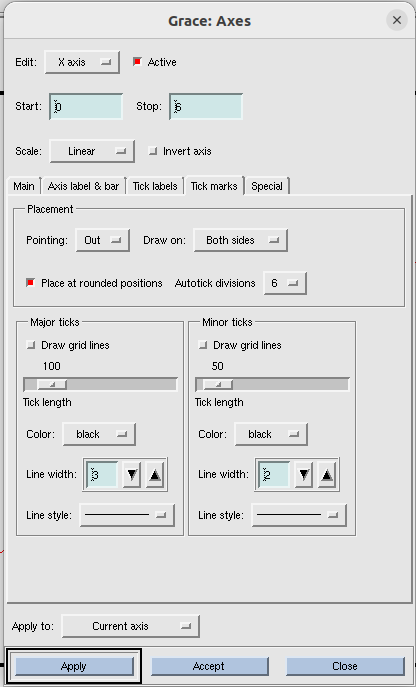 Grace: Axes
Edit: X axis Active
Start: 0 Stop: 6
Scale: Linear Invert axis
Main Axis label & bar Tick labels Tick marks Special
Placement
Pointing: Out Draw on: Both sides
Place at rounded positions Autotick divisions 6
Major ticks Minor ticks
Draw grid lines Draw grid lines
100 50
Tick length Tick length
Color: black Color: black
Line width: 3 Line width: 2
Line style: Line style:
Apply to: Current axis
Apply Accept Close